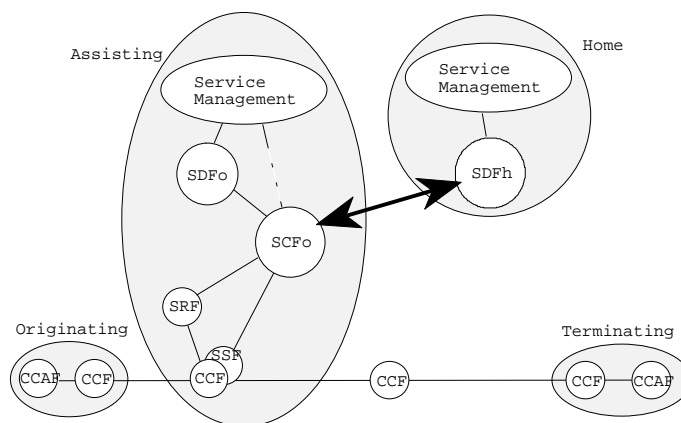 Assisting
Home
Service
Management
Service
Management
SDFo
SDFh
SCFo
SRF
Originating
Terminating
SSF
CCAF
CCF
CCF
CCF
CCF
CCAF